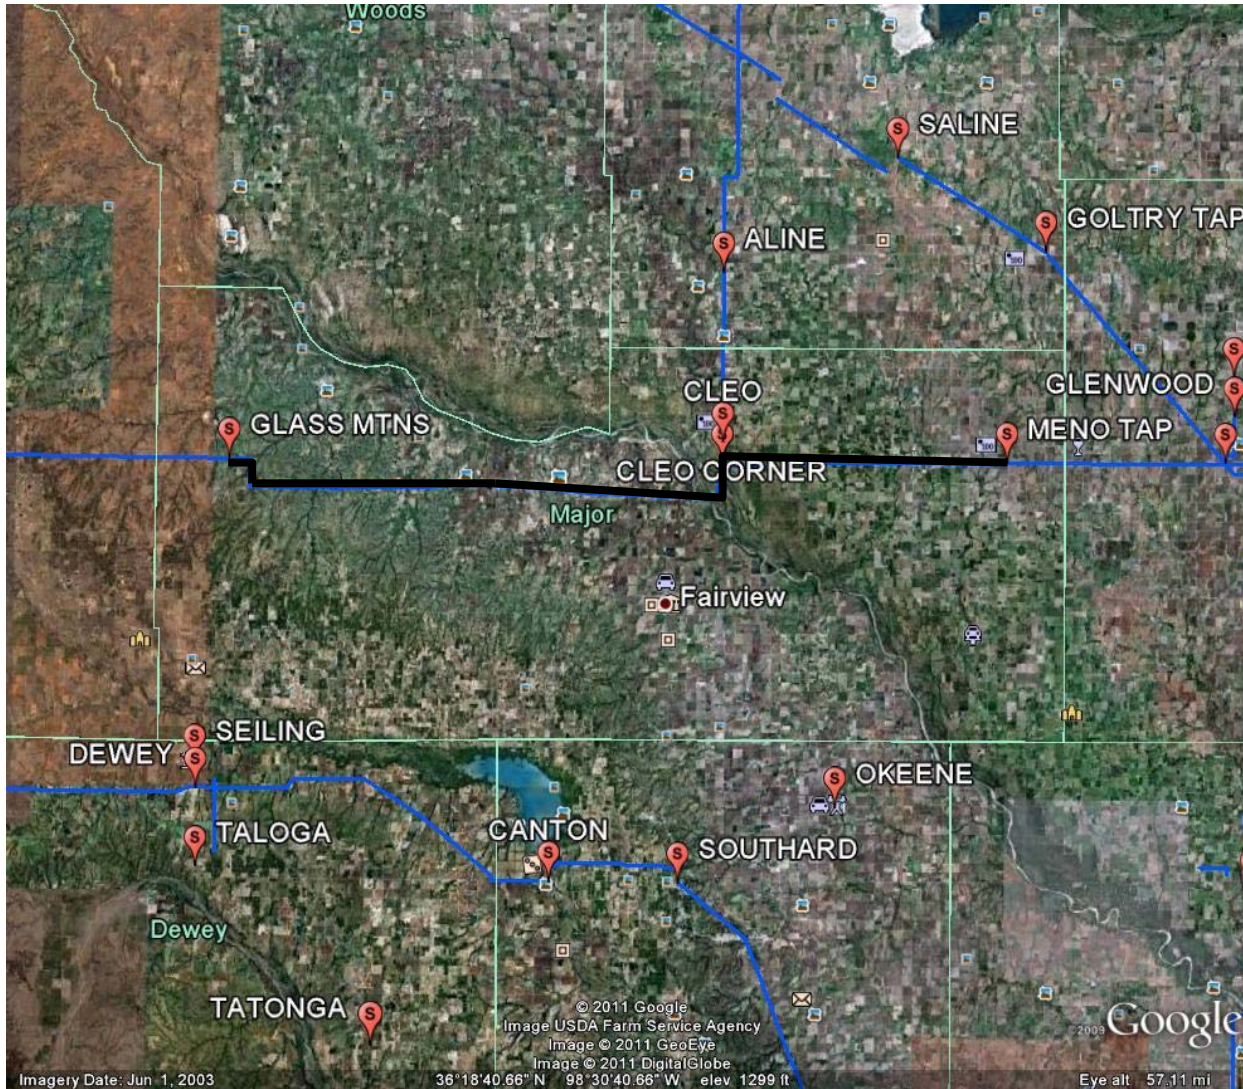 Woods
SALINE
GOLTRY TAP
ALINE
CLEO
GLENWOOD
GLASS MTNS
MENO TAP
CLEO CORNER
Major
Fairview
SEILING
DEWEY
OKEENE
TALOGA
CANTON
SOUTHARD
Dewey
TATONGA
© 2011 Google
Image USDA Farm Service Agency
Image © 2011 GeoEye
Image © 2011 DigitalGlobe
2009 Google
Imagery Date: Jun 1, 2003
36°18'40.66" N 98°30'40.66" W elev 1299 ft
Eye alt 57.11 mi